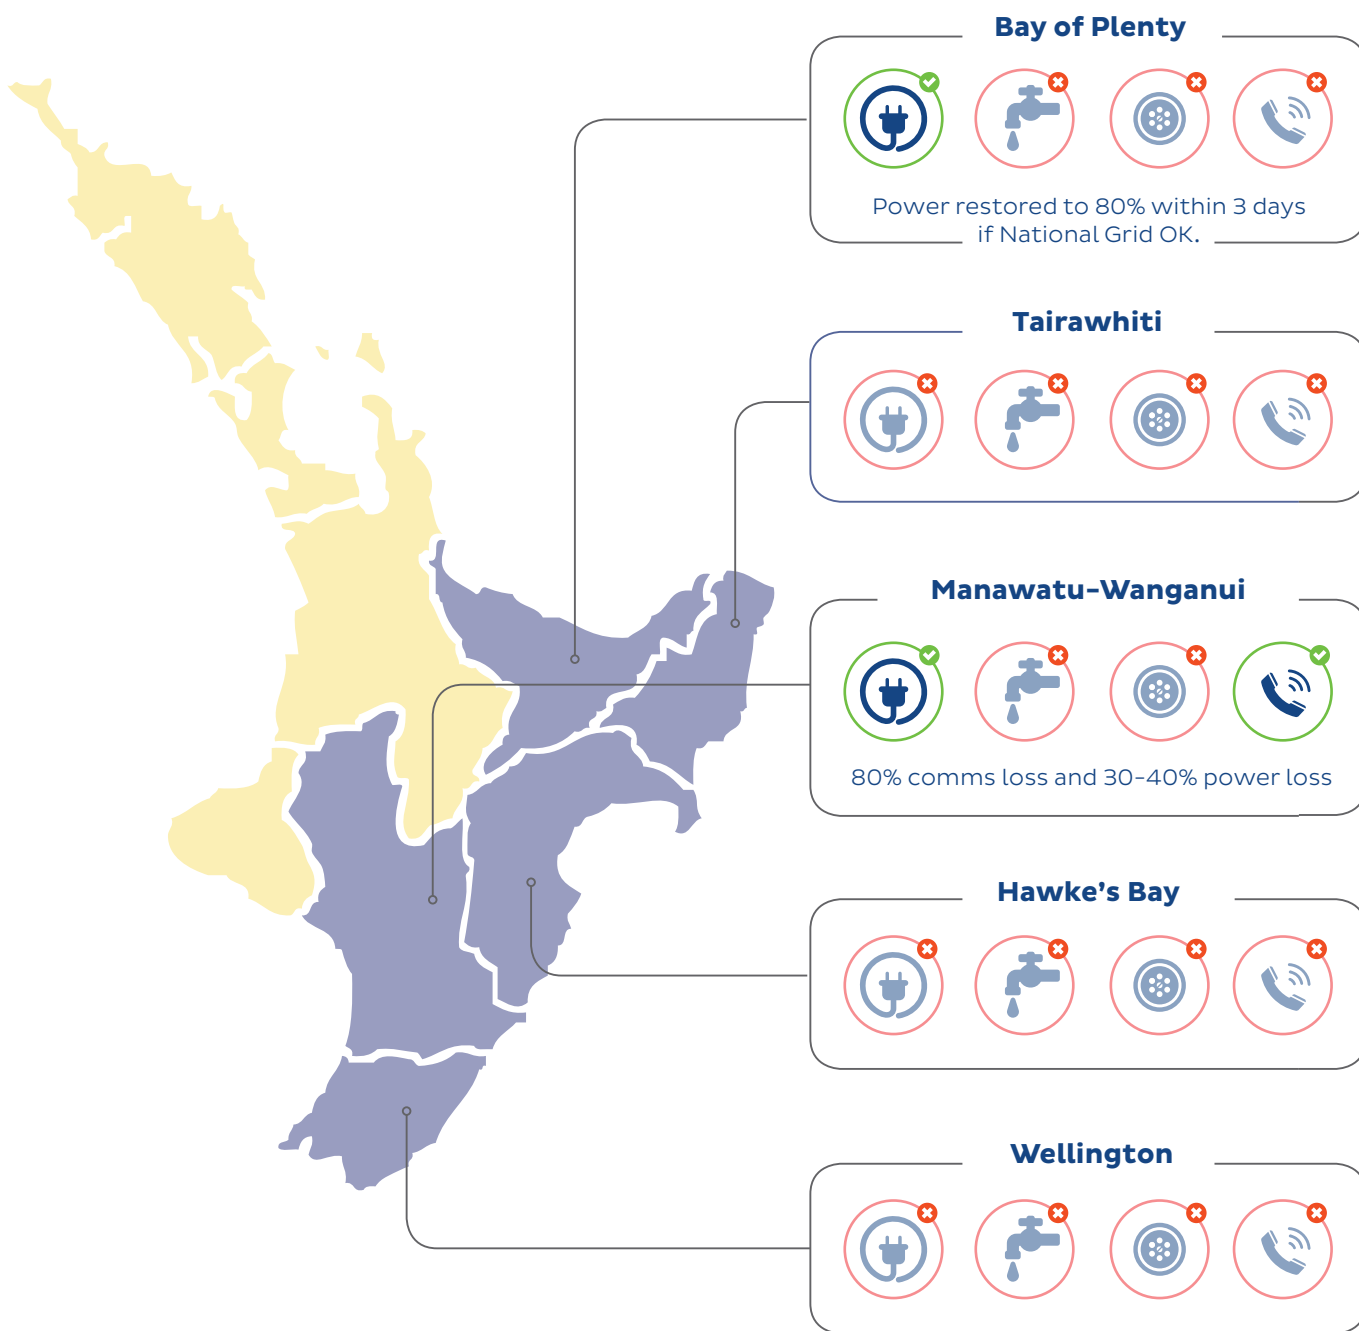 Bay of Plenty
Power restored to 80% within 3 days
if National Grid OK.
Tairawhiti
Manawatu-Wanganui
80% comms loss and 30-40% power loss
Hawke's Bay
Wellington